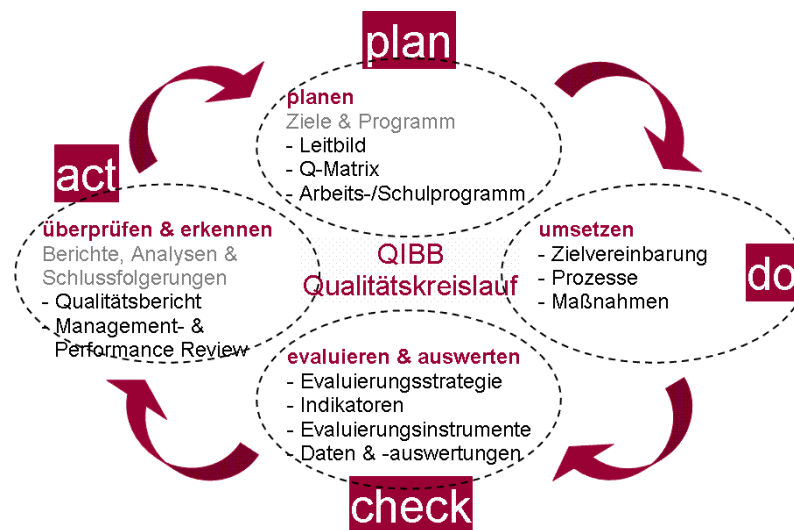 plan
planen
Ziele & Programm
- Leitbild
- Q-Matrix
- Arbeits-/Schulprogramm
do
umsetzen
- Zielvereinbarung
- Prozesse
- Maßnahmen
check
evaluieren & auswerten
- Evaluierungsstrategie
- Indikatoren
- Evaluierungsinstrumente
- Daten & -auswertungen
act
überprüfen & erkennen
Berichte, Analysen &
Schlussfolgerungen
- Qualitätsbericht
- Management- &
Performance Review
QIBB
Qualitätskreislauf